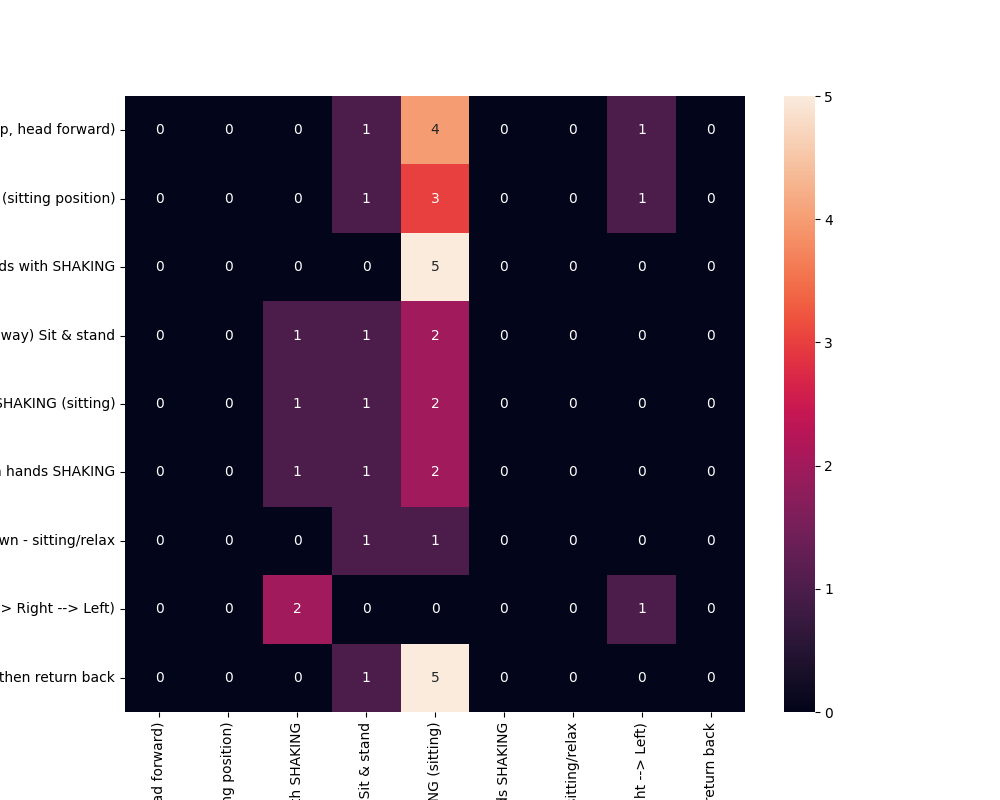 p, head forward) 0 0 0 1 4 0 0 1 0
(sitting position) 0 0 0 1 3 0 0 1 0
ds with SHAKING 0 0 0 0 5 0 0 0 0
way) Sit & stand 0 0 1 1 2 0 0 0 0
SHAKING (sitting) 0 0 1 1 2 0 0 0 0
hands SHAKING 0 0 1 1 2 0 0 0 0
wn - sitting/relax 0 0 0 1 1 0 0 0 0
> Right --> Left) 0 0 2 0 0 0 0 1 0
then return back 0 0 0 1 5 0 0 0 0
ad forward)
ng position)
th SHAKING
Sit & stand
NG (sitting)
ds SHAKING
sitting/relax
ht --> Left)
return back
5
4
3
2
1
0